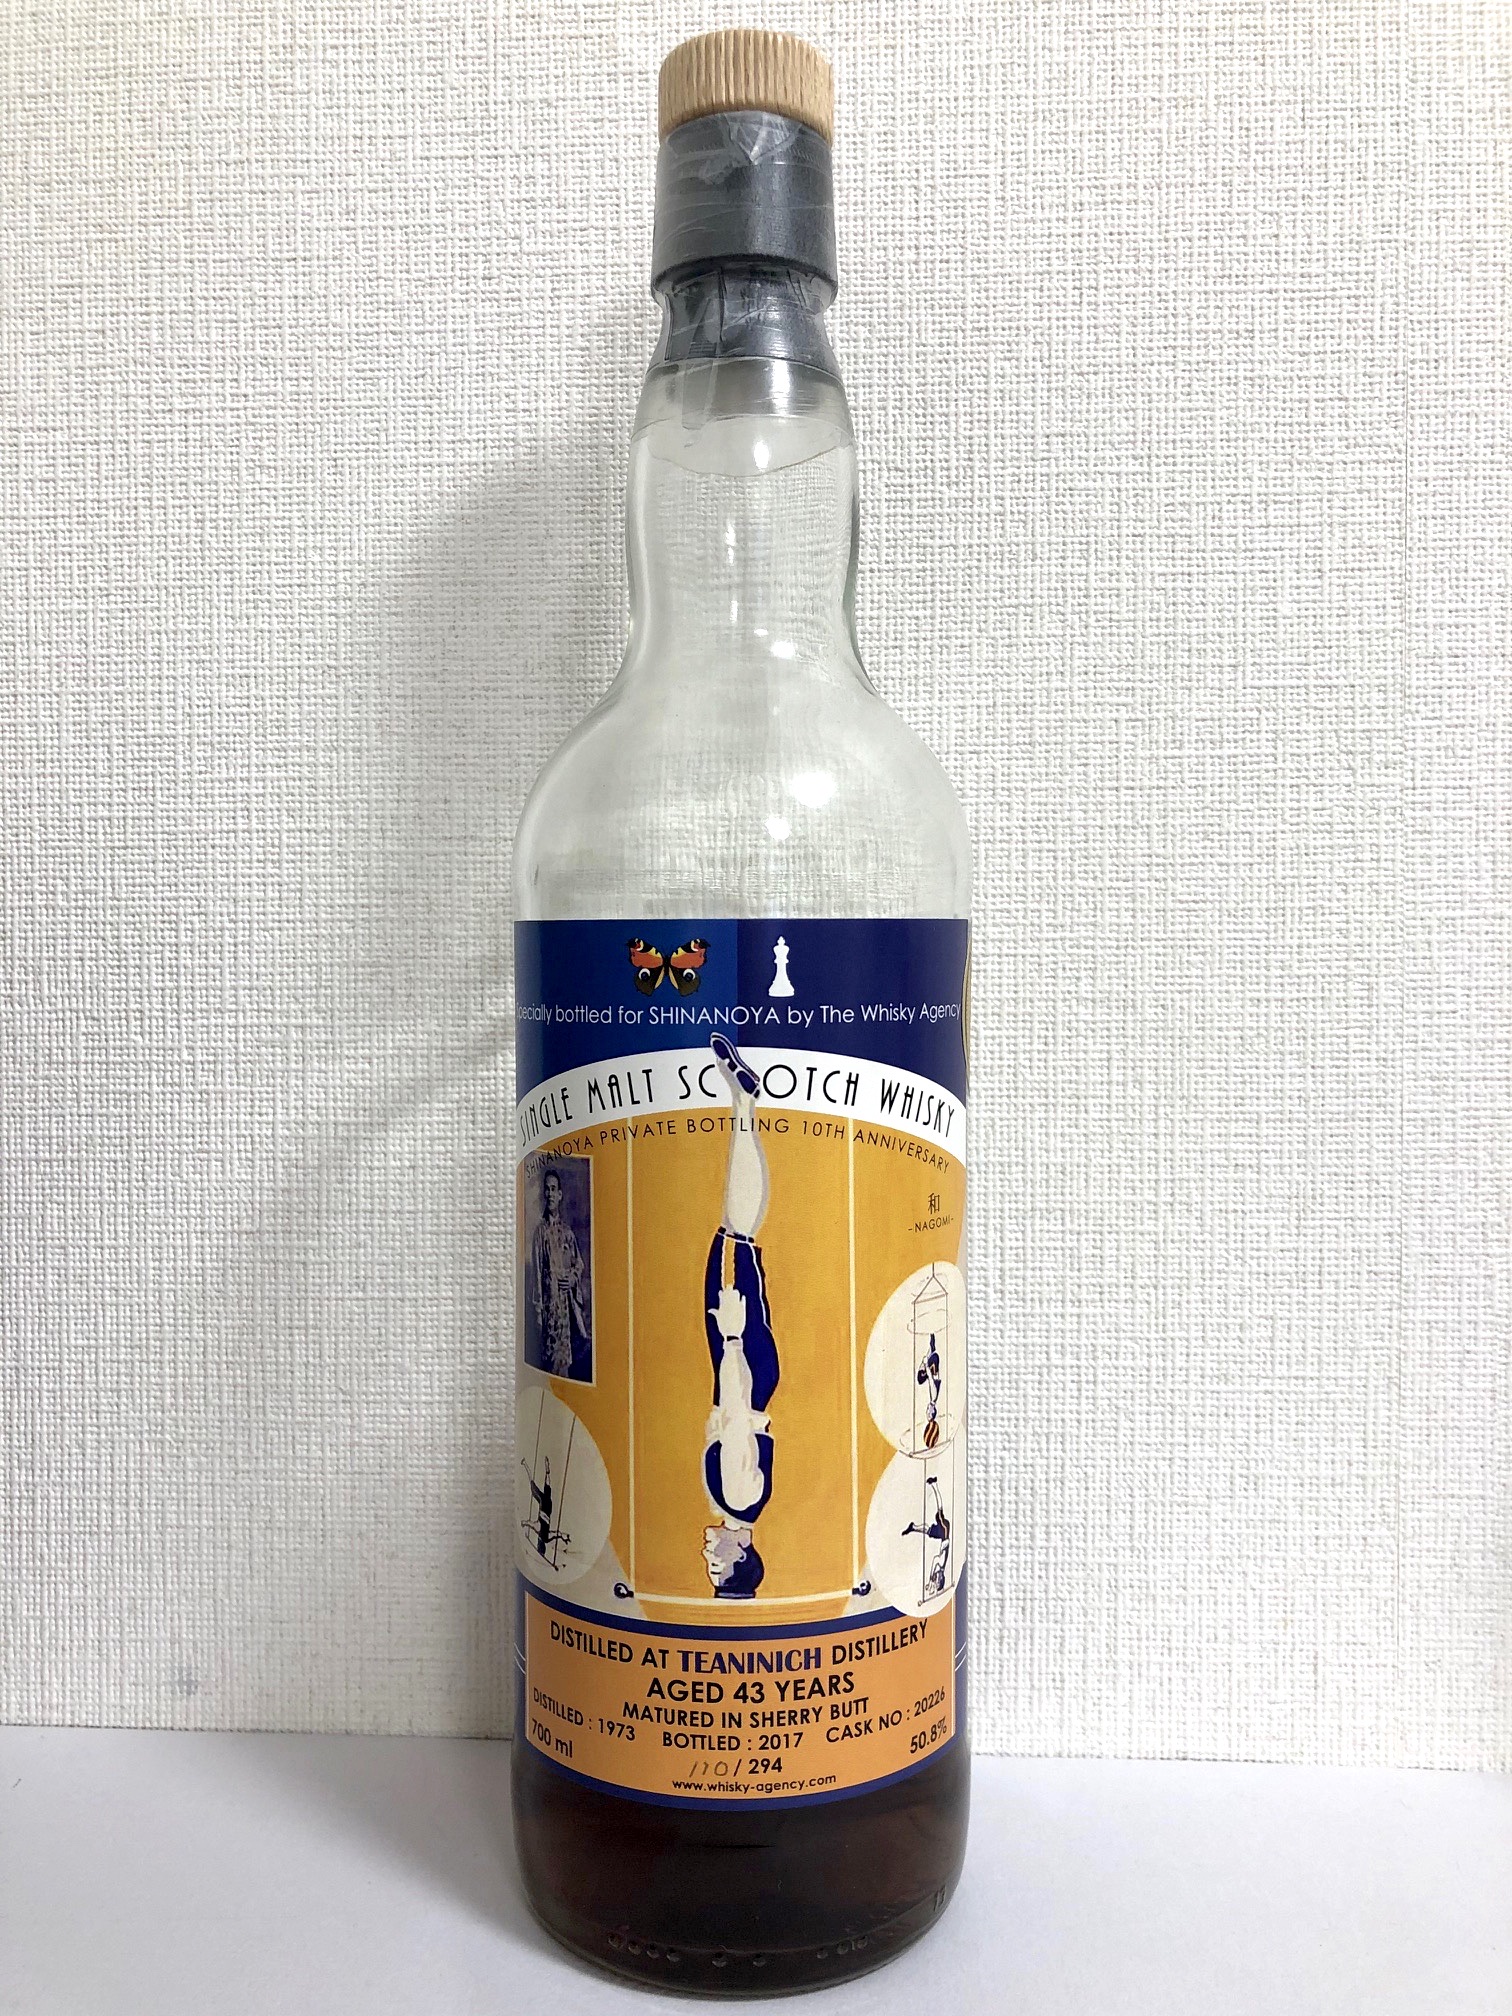 Specially bottled for SHINANOYA by The Whisky Agency
SINGLE MALT SCOTCH WHISKY
SHINANOYA PRIVATE BOTTLING 10TH ANNIVERSARY
和
-NAGOMI-
DISTILLED AT TEANINICH DISTILLERY
AGED 43 YEARS
MATURED IN SHERRY BUTT
DISTILLED : 1973 BOTTLED : 2017 CASK NO : 20226
700 ml 50.8%
110 / 294
www.whisky-agency.com